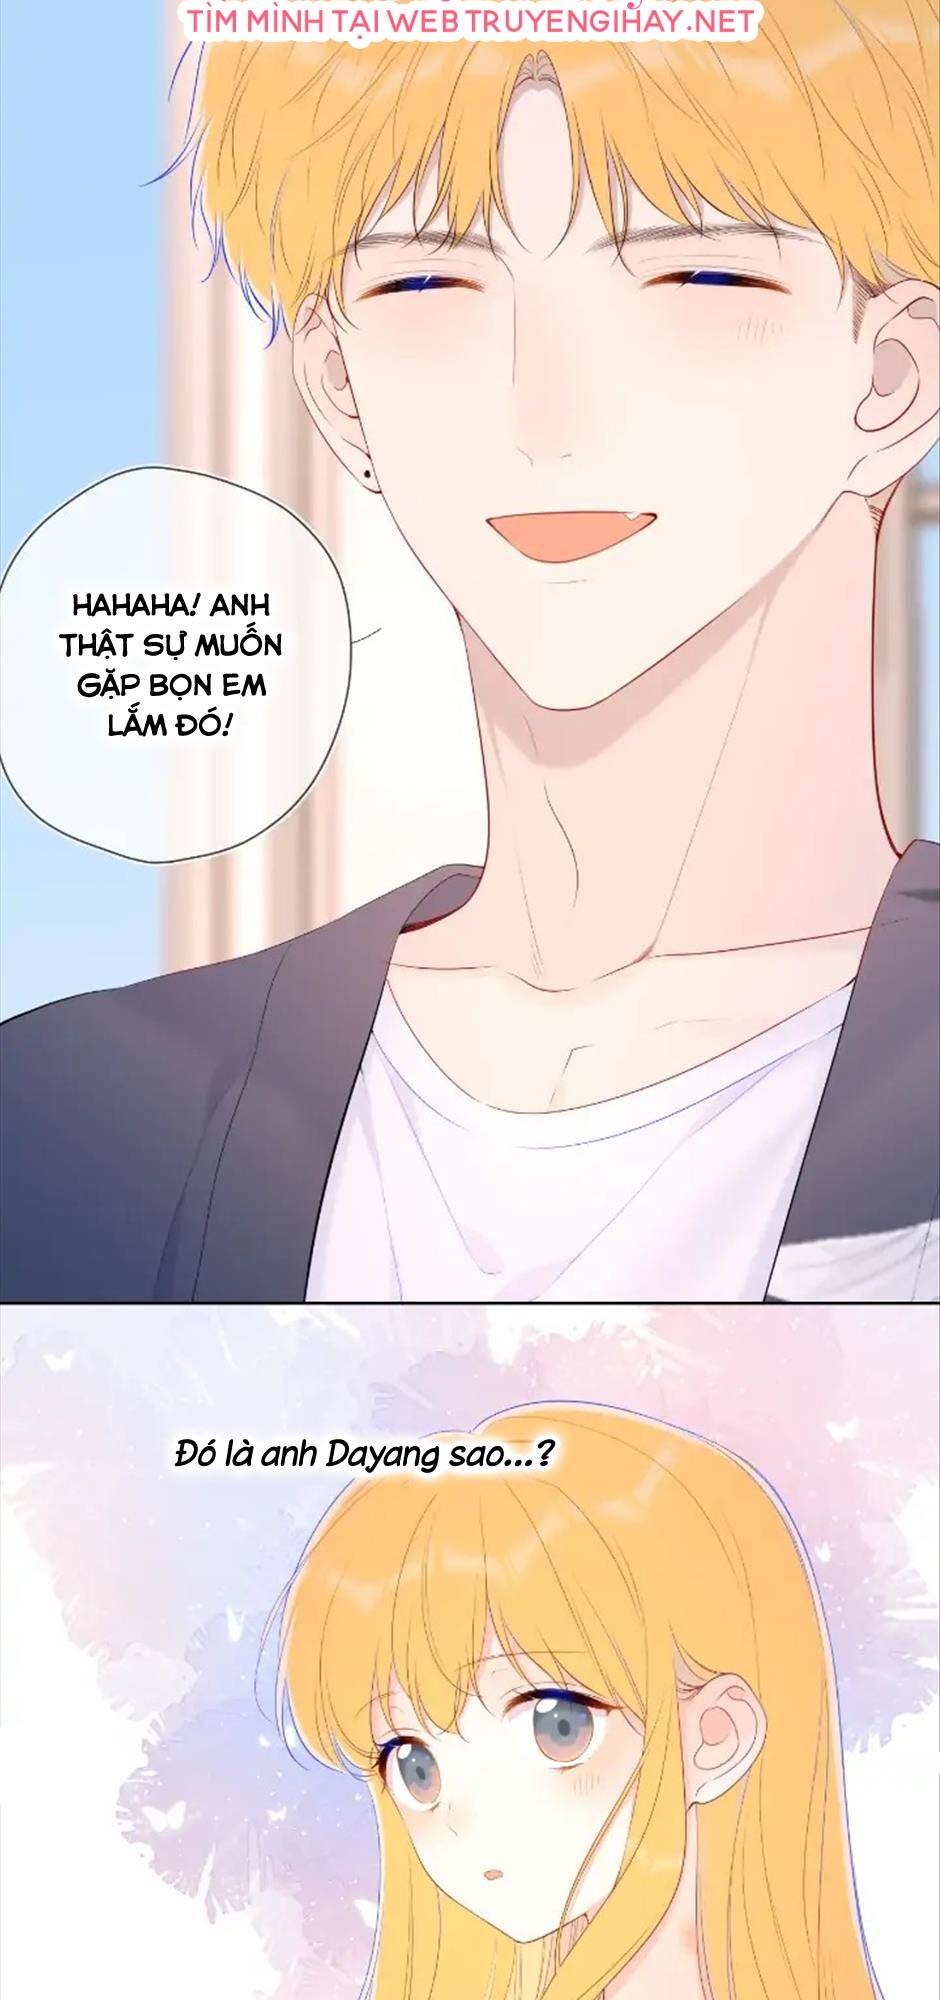 TÌM MÌNH TẠI WEB TRUYENGIHAY.NET
HAHAHA! ANH
THẬT SỰ MUỐN
GẶP BỌN EM
LẮM ĐÓ!
Đó là anh Dayang sao...?